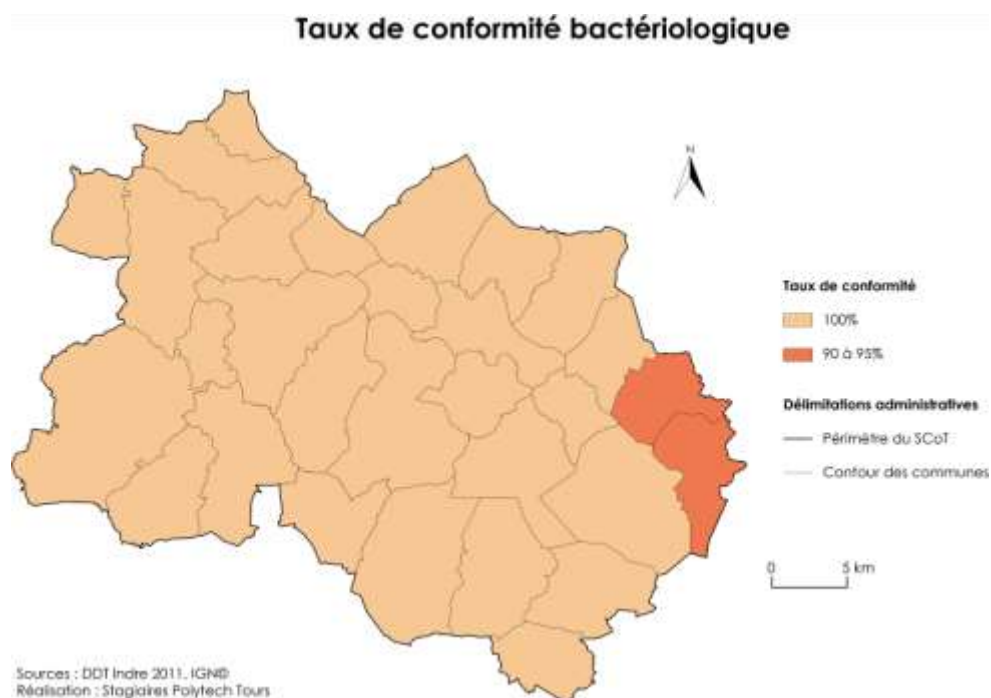 Taux de conformité bactériologique
N
Taux de conformité
100%
90 à 95%
Délimitations administratives
Périmètre du SCoT
Contour des communes
0 5 km
Sources : DDT Indre 2011, IGN©
Réalisation : Stagiaires Polytech Tours